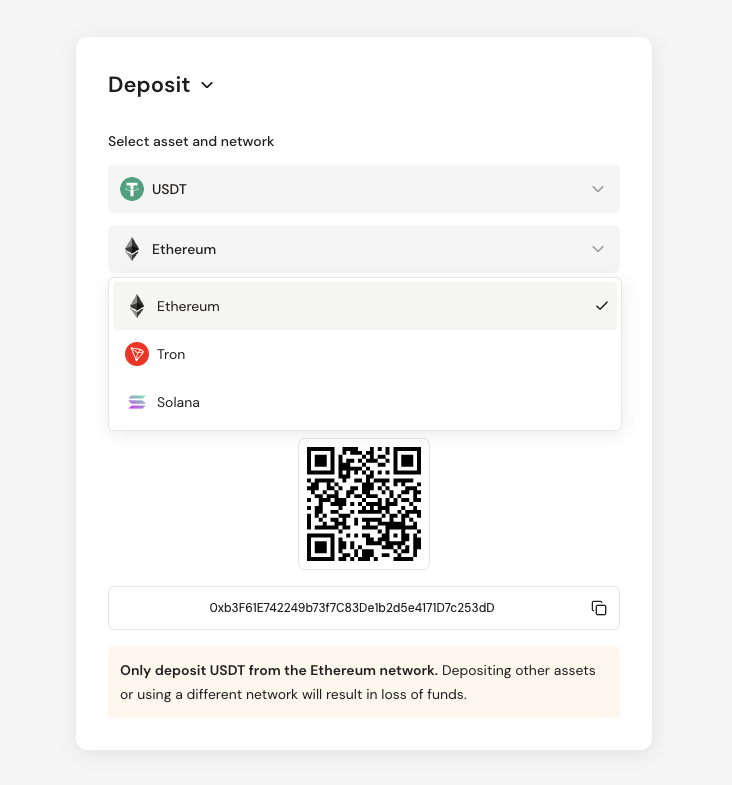 Deposit
Select asset and network
USDT
Ethereum
Ethereum
Tron
Solana
0xb3F61E742249b73f7C83De1b2d5e4171D7c253dD
Only deposit USDT from the Ethereum network. Depositing other assets
or using a different network will result in loss of funds.